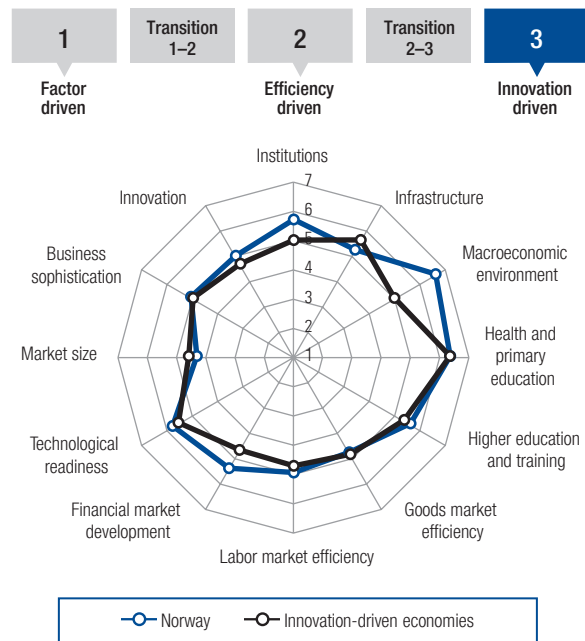 1
Transition
1–2
2
Transition
2–3
3
Factor
driven
Efficiency
driven
Innovation
driven
Institutions
7
Innovation
Infrastructure
6
5
Business
sophistication
Macroeconomic
environment
4
3
Market size
2
1
Health and
primary
education
Technological
readiness
Higher education
and training
Financial market
development
Goods market
efficiency
Labor market efficiency
Norway
Innovation-driven economies